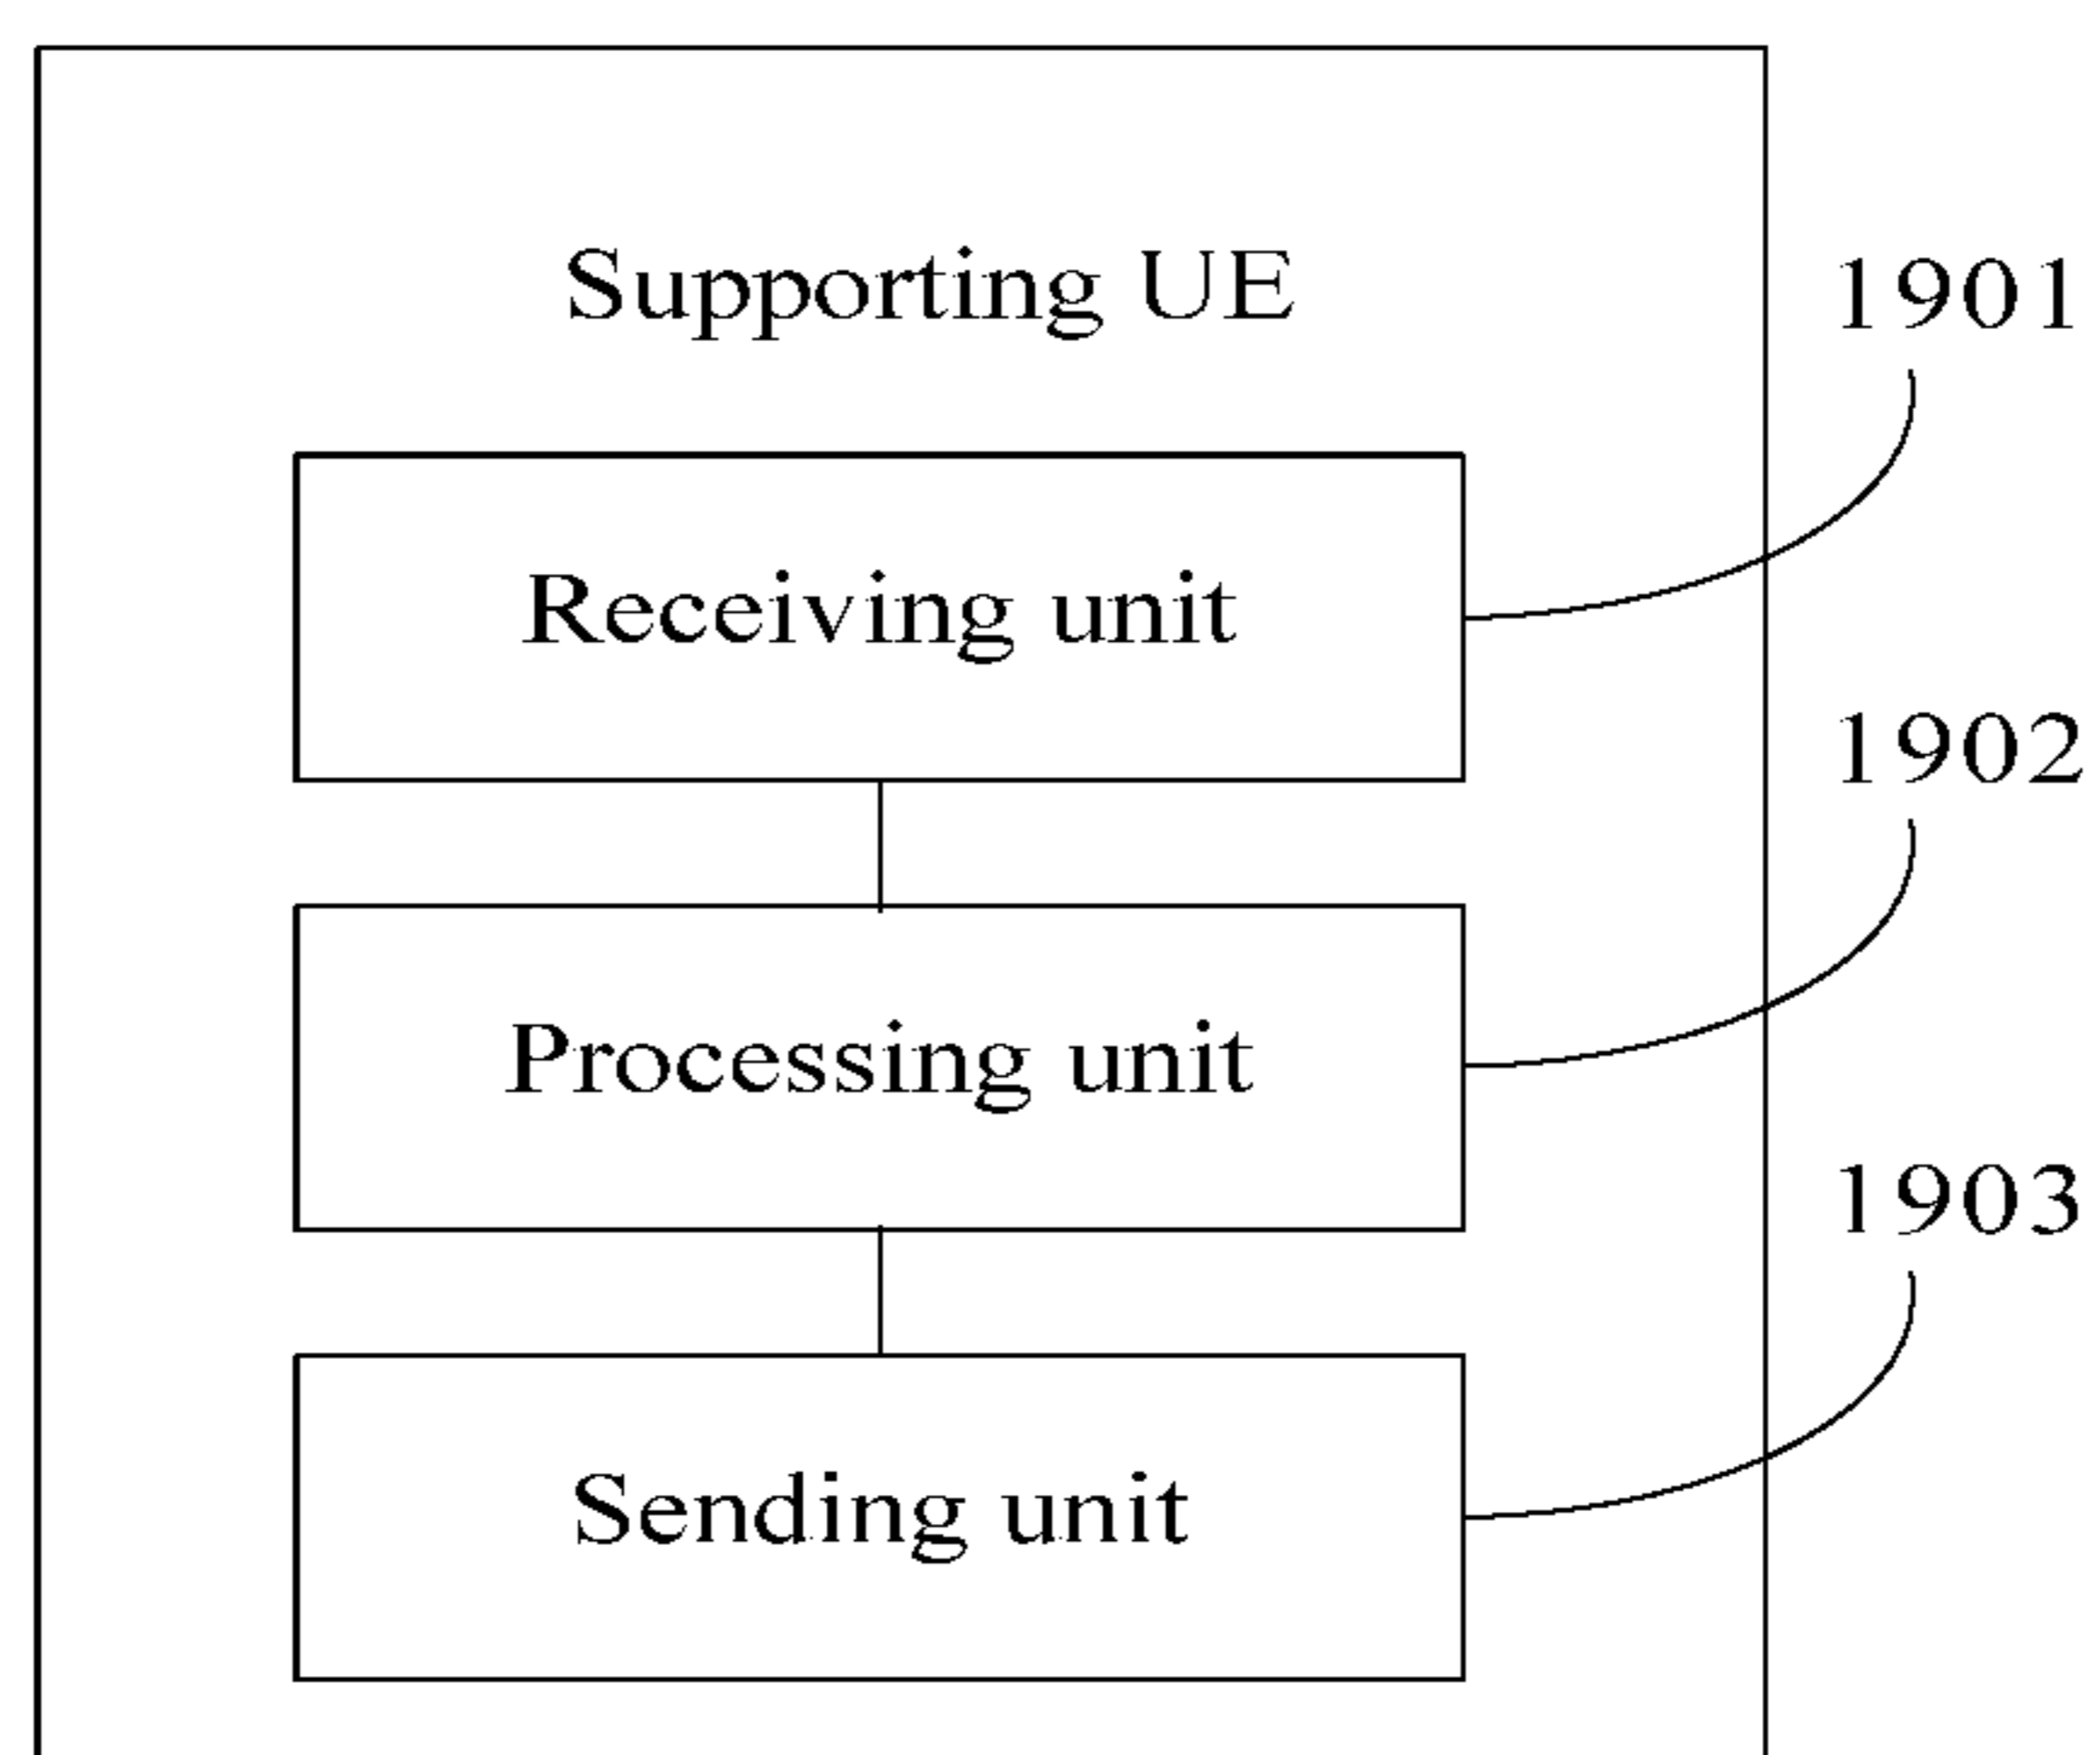 Supporting UE
1901
Receiving unit
1902
Processing unit
1903
Sending unit